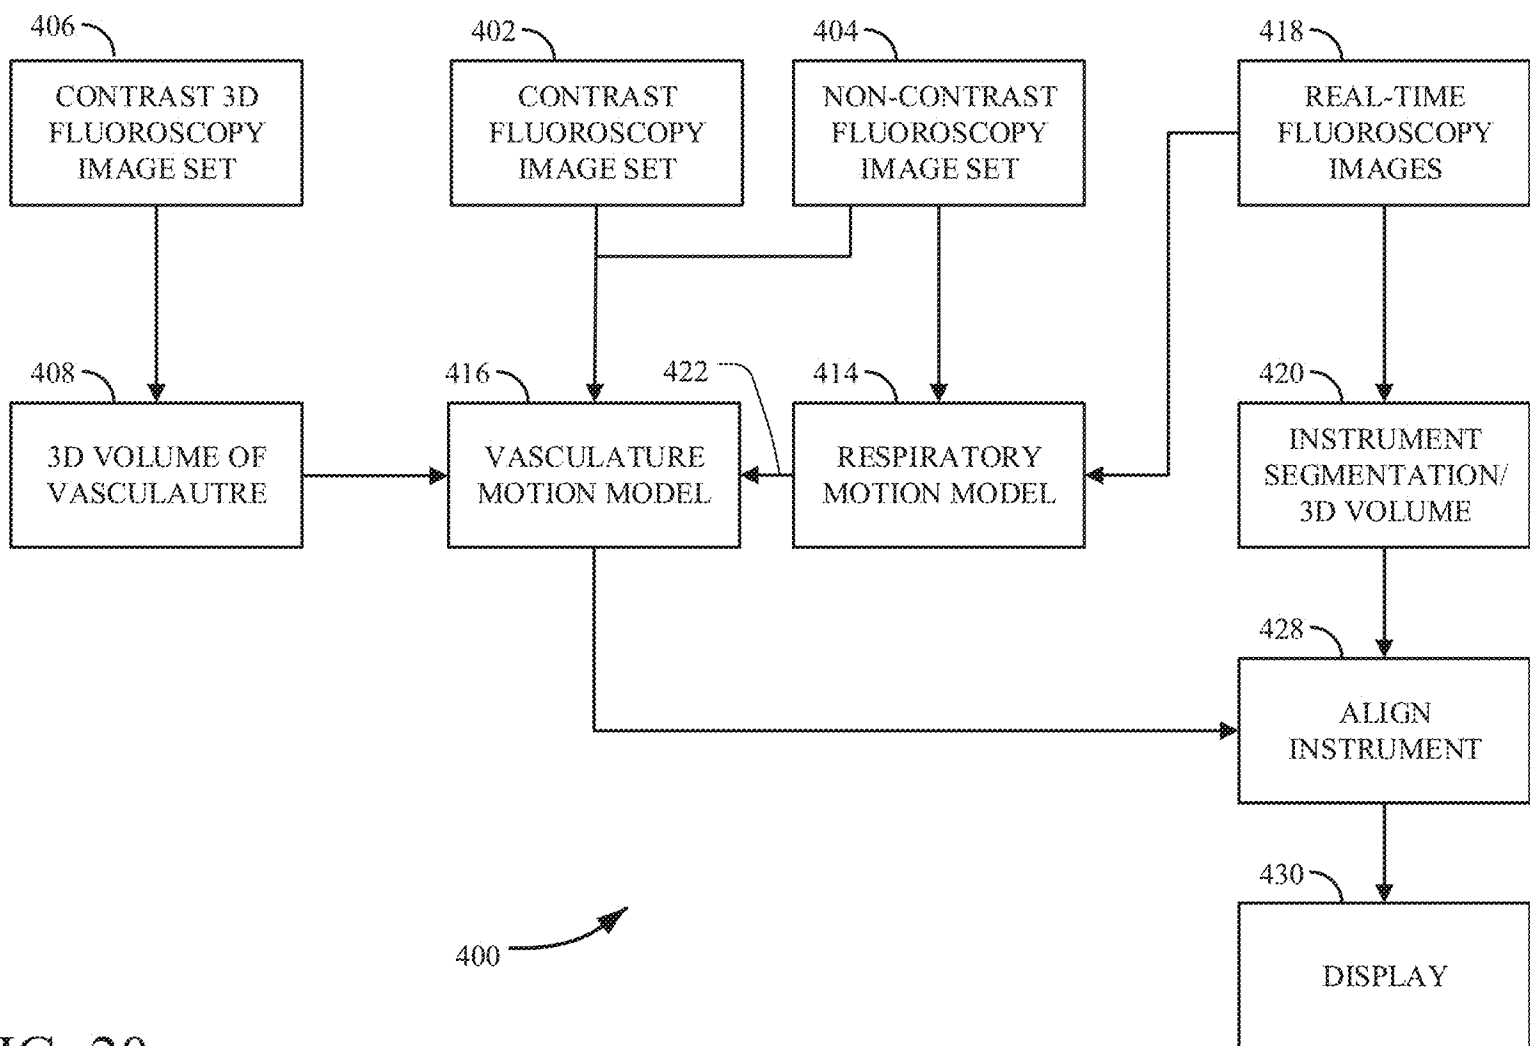 406
402
404
418
CONTRAST 3D
FLUOROSCOPY
IMAGE SET
CONTRAST
FLUOROSCOPY
IMAGE SET
NON-CONTRAST
FLUOROSCOPY
IMAGE SET
REAL-TIME
FLUOROSCOPY
IMAGES
408
416
422
414
420
3D VOLUME OF
VASCULAUTRE
VASCULATURE
MOTION MODEL
RESPIRATORY
MOTION MODEL
INSTRUMENT
SEGMENTATION/
3D VOLUME
428
ALIGN
INSTRUMENT
430
400
DISPLAY